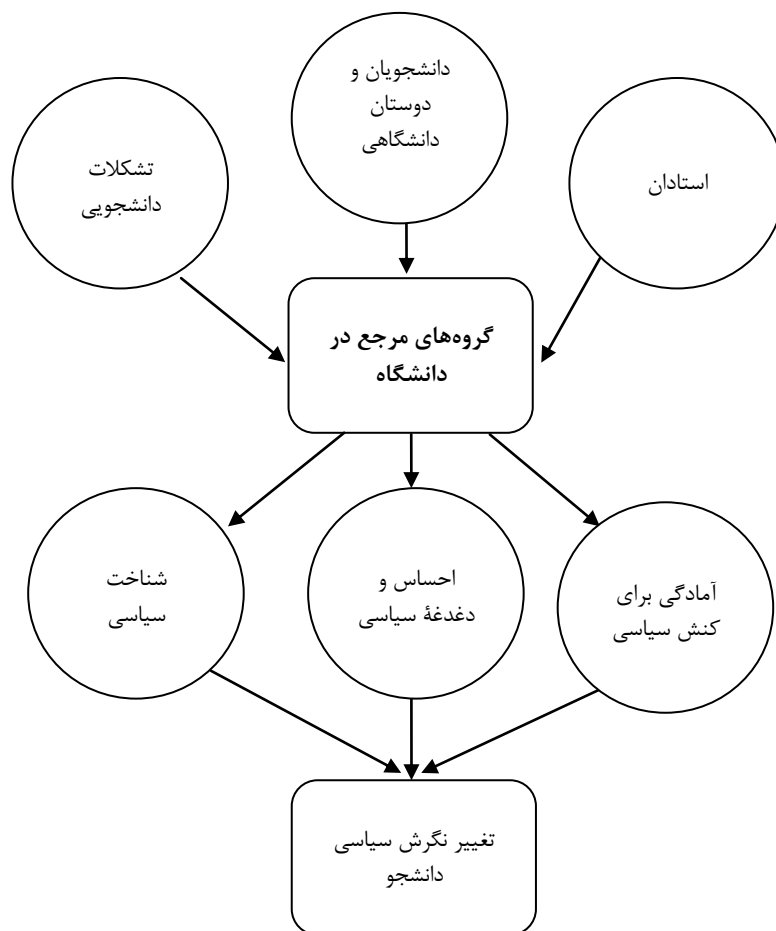 دانشجویان و
دوستان
دانشگاهی
استادان
تشکلات
دانشجویی
گروه‌های مرجع در
دانشگاه
آمادگی برای
کنش سیاسی
احساس و
دغدغهٔ سیاسی
شناخت
سیاسی
تغییر نگرش سیاسی
دانشجو